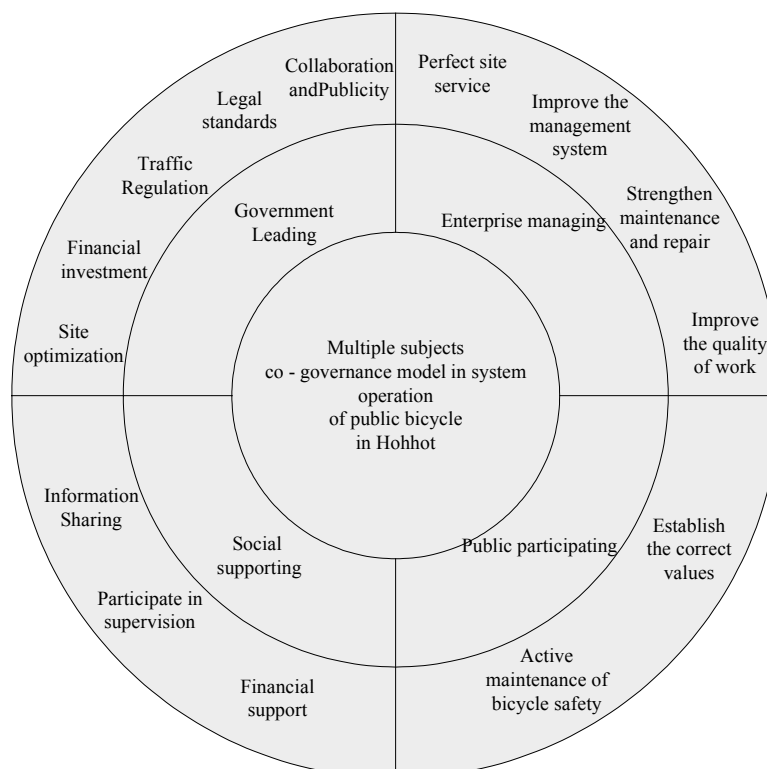 Collaboration
andPublicity
Legal
standards
Traffic
Regulation
Financial
investment
Site
optimization
Perfect site
service
Improve the
management
system
Strengthen
maintenance
and repair
Improve
the quality
of work
Government
Leading
Enterprise managing
Multiple subjects
co - governance model in system
operation
of public bicycle
in Hohhot
Social
supporting
Public participating
Information
Sharing
Participate in
supervision
Financial
support
Establish
the correct
values
Active
maintenance of
bicycle safety